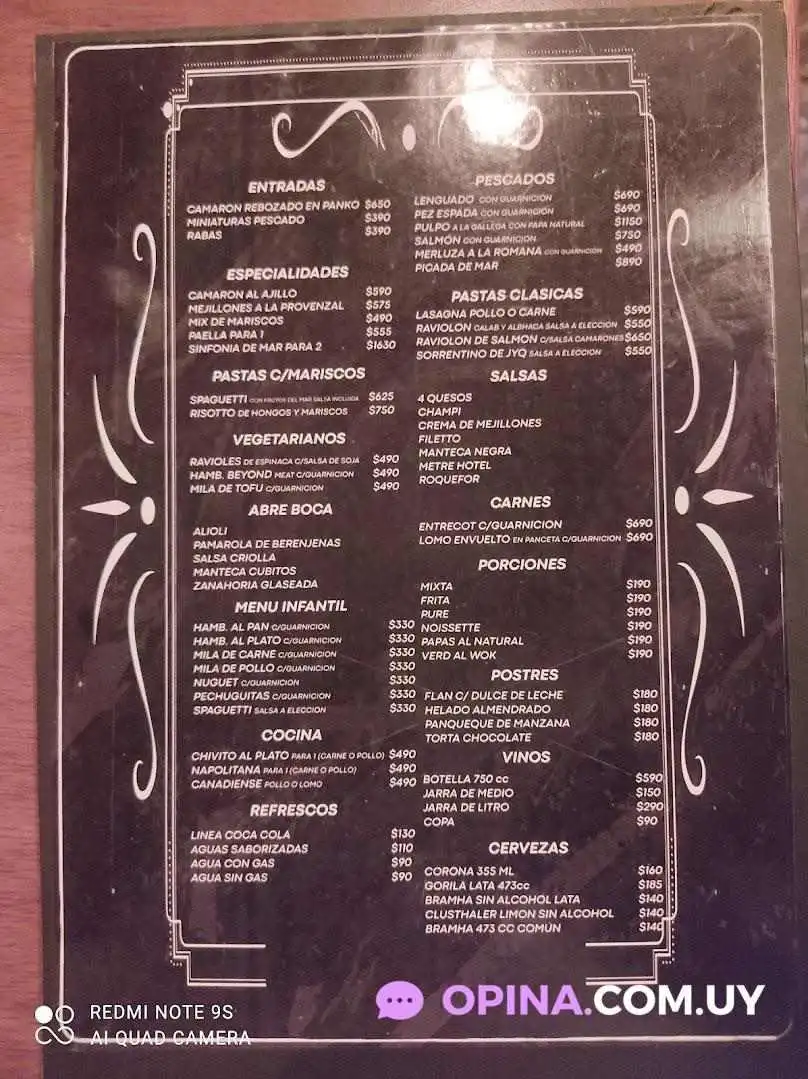 ENTRADAS
CAMARON REBOZADO EN PANKO $650
MINIATURAS PESCADO $390
RABAS $390
ESPECIALIDADES
CAMARON AL AJILLO $590
MEJILLONES A LA PROVENZAL $575
MIX DE MARISCOS $490
PAELLA PARA 1 $555
SINFONIA DE MAR PARA 2 $1630
PASTAS C/MARISCOS
SPAGUETTI CON FRUTOS DEL MAR SALSA INCLUIDA $625
RISOTTO DE HONGOS Y MARISCOS $750
VEGETARIANOS
RAVIOLES DE ESPINACA C/SALSA DE SOJA $490
HAMB. BEYOND MEAT C/GUARNICION $490
MILA DE TOFU C/GUARNICION $490
ABRE BOCA
ALIOLI
PAMAROLA DE BERENJENAS
SALSA CRIOLLA
MANTECA CUBITOS
ZANAHORIA GLASEADA
MENU INFANTIL
HAMB. AL PAN C/GUARNICION $330
HAMB. AL PLATO C/GUARNICION $330
MILA DE CARNE C/GUARNICION $330
MILA DE POLLO C/GUARNICION $330
NUGUET C/GUARNICION $330
PECHUGUITAS C/GUARNICION $330
SPAGUETTI SALSA A ELECCION $330
COCINA
CHIVITO AL PLATO PARA 1 (CARNE O POLLO) $490
NAPOLITANA PARA 1 (CARNE O POLLO) $490
CANADIENSE POLLO O LOMO $490
REFRESCOS
LINEA COCA COLA $130
AGUAS SABORIZADAS $110
AGUA CON GAS $90
AGUA SIN GAS $90
PESCADOS
LENGUADO CON GUARNICION $690
PEZ ESPADA CON GUARNICION $690
PULPO A LA GALLEGA CON PAPA NATURAL $1150
SALMÓN CON GUARNICION $750
MERLUZA A LA ROMANA CON GUARNICION $490
PICADA DE MAR $890
PASTAS CLASICAS
LASAGNA POLLO O CARNE $590
RAVIOLON CALAB Y ALBHACA SALSA A ELECCION $550
RAVIOLON DE SALMON C/SALSA CAMARONES $650
SORRENTINO DE JYQ SALSA A ELECCION $550
SALSAS
4 QUESOS
CHAMPI
CREMA DE MEJILLONES
FILETTO
MANTECA NEGRA
METRE HOTEL
ROQUEFOR
CARNES
ENTRECOT C/GUARNICION $690
LOMO ENVUELTO EN PANCETA C/GUARNICION $690
PORCIONES
MIXTA $190
FRITA $190
PURE $190
NOISSETTE $190
PAPAS AL NATURAL $190
VERD AL WOK $190
POSTRES
FLAN C/ DULCE DE LECHE $180
HELADO ALMENDRADO $180
PANQUEQUE DE MANZANA $180
TORTA CHOCOLATE $180
VINOS
BOTELLA 750 cc $590
JARRA DE MEDIO $150
JARRA DE LITRO $290
COPA $90
CERVEZAS
CORONA 355 ML $160
GORILA LATA 473cc $185
BRAMHA SIN ALCOHOL LATA $140
CLUSTHALER LIMON SIN ALCOHOL $140
BRAMHA 473 CC COMÚN $140
OPINA.COM.UY
REDMI NOTE 9S
AI QUAD CAMERA